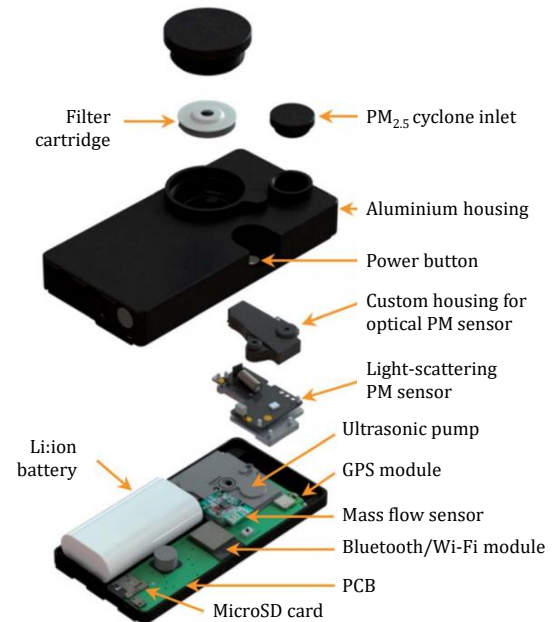 Filter
cartridge
PM2.5 cyclone inlet
Aluminium housing
Power button
Custom housing for
optical PM sensor
Light-scattering
PM sensor
Ultrasonic pump
Li:ion
battery
GPS module
Mass flow sensor
Bluetooth/Wi-Fi module
PCB
MicroSD card